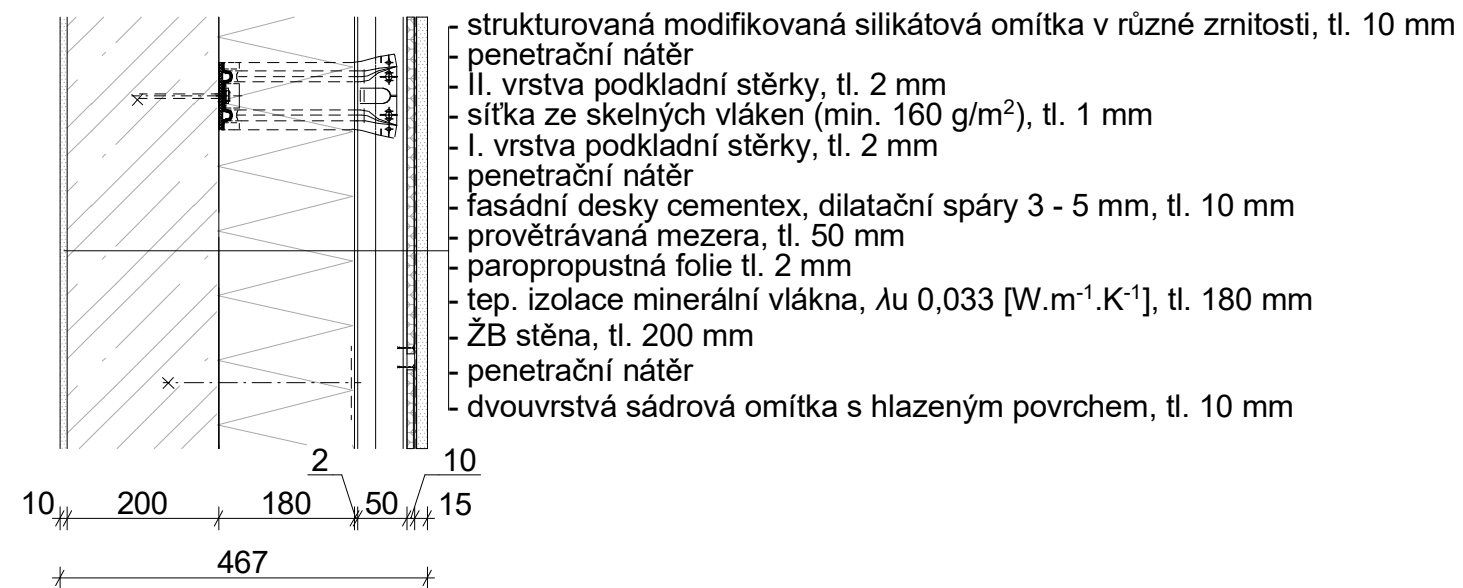 - strukturovaná modifikovaná silikátová omítka v různé zrnitosti, tl. 10 mm
- penetrační nátěr
- II. vrstva podkladní stěrky, tl. 2 mm
- síťka ze skelných vláken (min. 160 g/m²), tl. 1 mm
- I. vrstva podkladní stěrky, tl. 2 mm
- penetrační nátěr
- fasádní desky cementex, dilatační spáry 3 - 5 mm, tl. 10 mm
- provětrávaná mezera, tl. 50 mm
- paropropustná folie tl. 2 mm
- tep. izolace minerální vlákna, λu 0,033 [W.m⁻¹.K⁻¹], tl. 180 mm
- ŽB stěna, tl. 200 mm
- penetrační nátěr
- dvouvrstvá sádrová omítka s hlazeným povrchem, tl. 10 mm
2 10
10 200 180 50 15
467